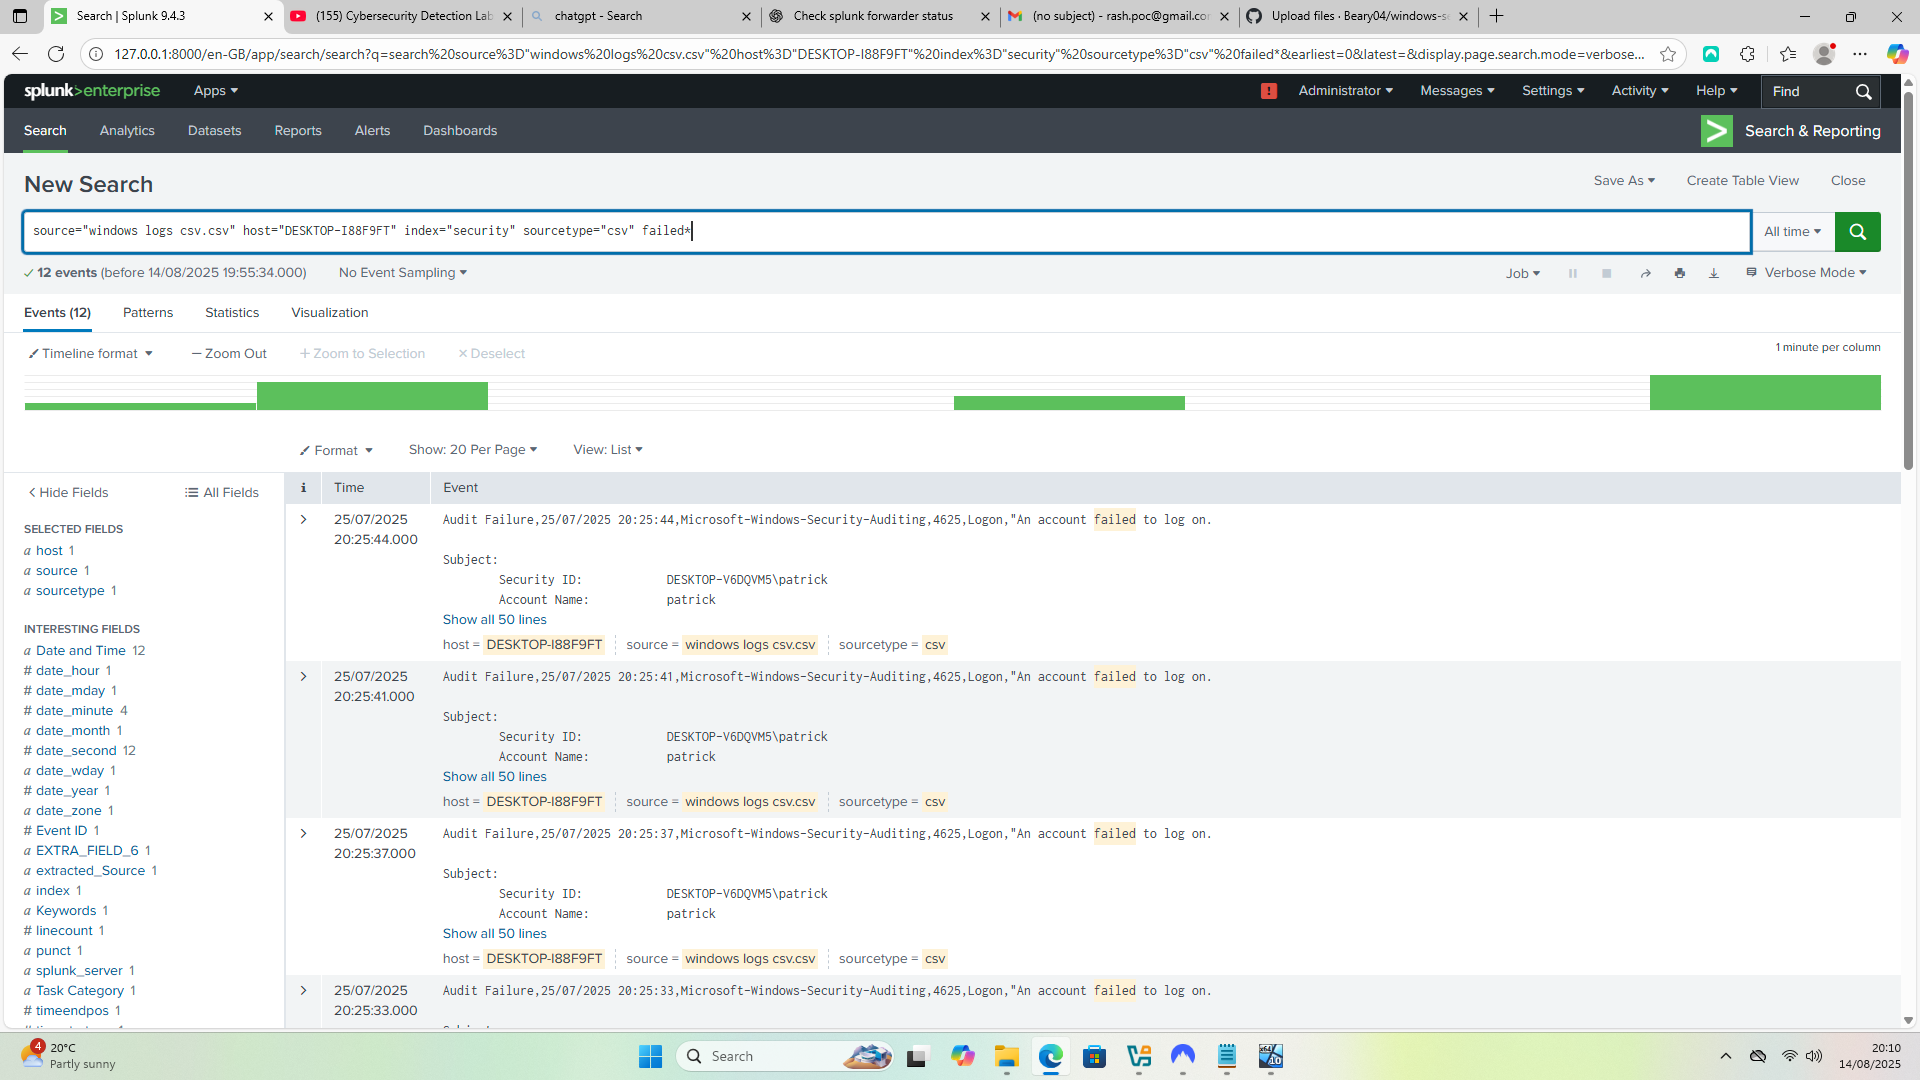 Search | Splunk 9.4.3
(155) Cybersecurity Detection Lab
chatgpt - Search
Check splunk forwarder status
(no subject) - rash.poc@gmail.co
Upload files · Beary04/windows-se
127.0.0.1:8000/en-GB/app/search/search?q=search%20source%3D"windows%20logs%20csv.csv"%20host%3D"DESKTOP-I88F9FT"%20index%3D"security"%20sourcetype%3D"csv"%20failed*&earliest=0&latest=&display.page.search.mode=verbose...
splunk>enterprise
Apps
Administrator
Messages
Settings
Activity
Help
Find
Search
Analytics
Datasets
Reports
Alerts
Dashboards
Search & Reporting
New Search
Save As
Create Table View
Close
source="windows logs csv.csv" host="DESKTOP-I88F9FT" index="security" sourcetype="csv" failed*
All time
12 events (before 14/08/2025 19:55:34.000)
No Event Sampling
Job
Verbose Mode
Events (12)
Patterns
Statistics
Visualization
Timeline format
— Zoom Out
+ Zoom to Selection
× Deselect
1 minute per column
Format
Show: 20 Per Page
View: List
< Hide Fields
All Fields
i
Time
Event
SELECTED FIELDS
a host 1
a source 1
a sourcetype 1
INTERESTING FIELDS
a Date and Time 12
# date_hour 1
# date_mday 1
# date_minute 4
a date_month 1
# date_second 12
a date_wday 1
# date_year 1
a date_zone 1
# Event ID 1
a EXTRA_FIELD_6 1
a extracted_Source 1
a index 1
a Keywords 1
# linecount 1
a punct 1
a splunk_server 1
a Task Category 1
# timeendpos 1
25/07/2025
20:25:44.000
Audit Failure,25/07/2025 20:25:44,Microsoft-Windows-Security-Auditing,4625,Logon,"An account failed to log on.
Subject:
Security ID: DESKTOP-V6DQVM5\patrick
Account Name: patrick
Show all 50 lines
host = DESKTOP-I88F9FT source = windows logs csv.csv sourcetype = csv
25/07/2025
20:25:41.000
Audit Failure,25/07/2025 20:25:41,Microsoft-Windows-Security-Auditing,4625,Logon,"An account failed to log on.
Subject:
Security ID: DESKTOP-V6DQVM5\patrick
Account Name: patrick
Show all 50 lines
host = DESKTOP-I88F9FT source = windows logs csv.csv sourcetype = csv
25/07/2025
20:25:37.000
Audit Failure,25/07/2025 20:25:37,Microsoft-Windows-Security-Auditing,4625,Logon,"An account failed to log on.
Subject:
Security ID: DESKTOP-V6DQVM5\patrick
Account Name: patrick
Show all 50 lines
host = DESKTOP-I88F9FT source = windows logs csv.csv sourcetype = csv
25/07/2025
20:25:33.000
Audit Failure,25/07/2025 20:25:33,Microsoft-Windows-Security-Auditing,4625,Logon,"An account failed to log on.
4
20°C
Partly sunny
Search
20:10
14/08/2025